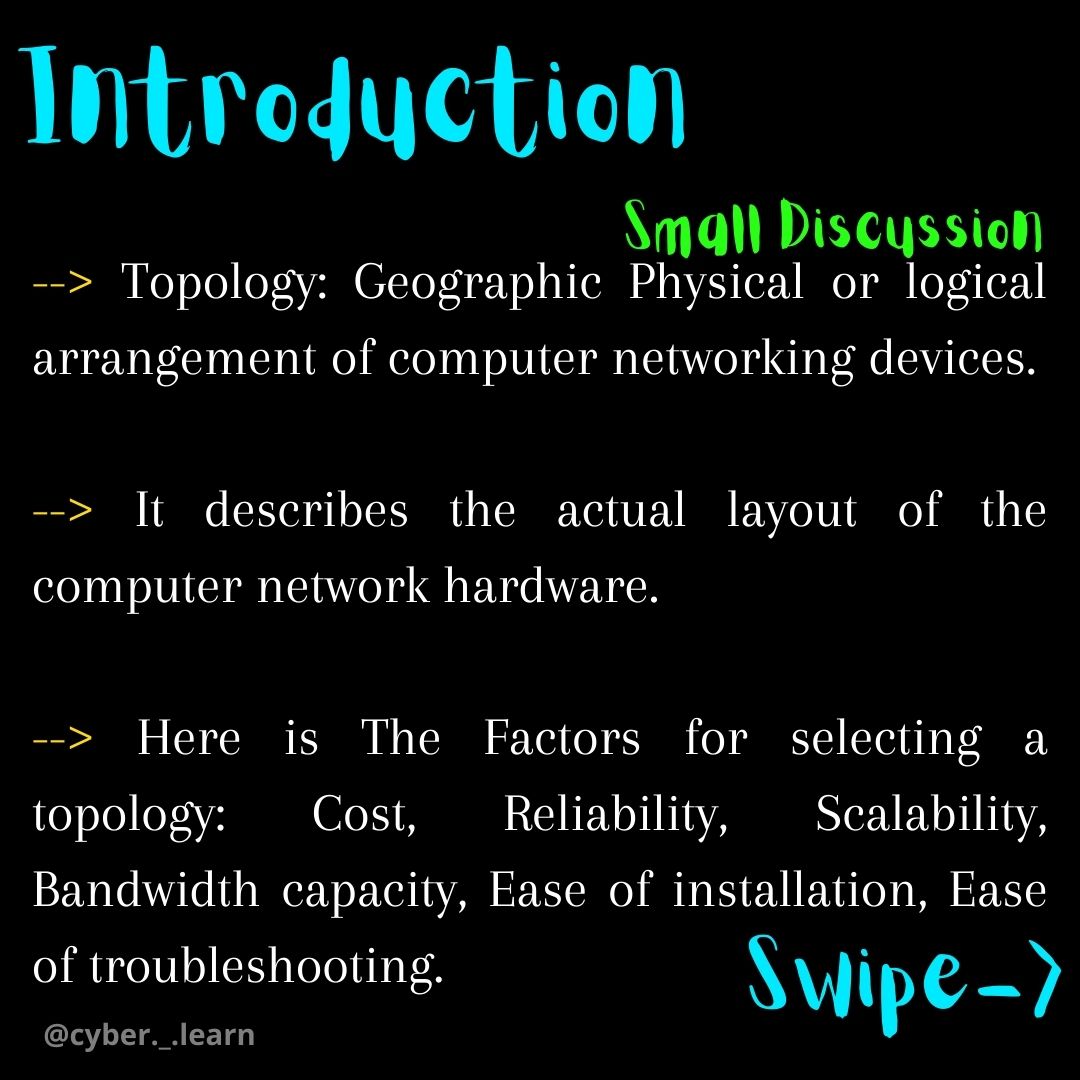 Introduction
Small Discussion
--> Topology: Geographic Physical or logical
arrangement of computer networking devices.
--> It describes the actual layout of the
computer network hardware.
--> Here is The Factors for selecting a
topology: Cost, Reliability, Scalability,
Bandwidth capacity, Ease of installation, Ease
of troubleshooting.
Swipe->
@cyber._.learn